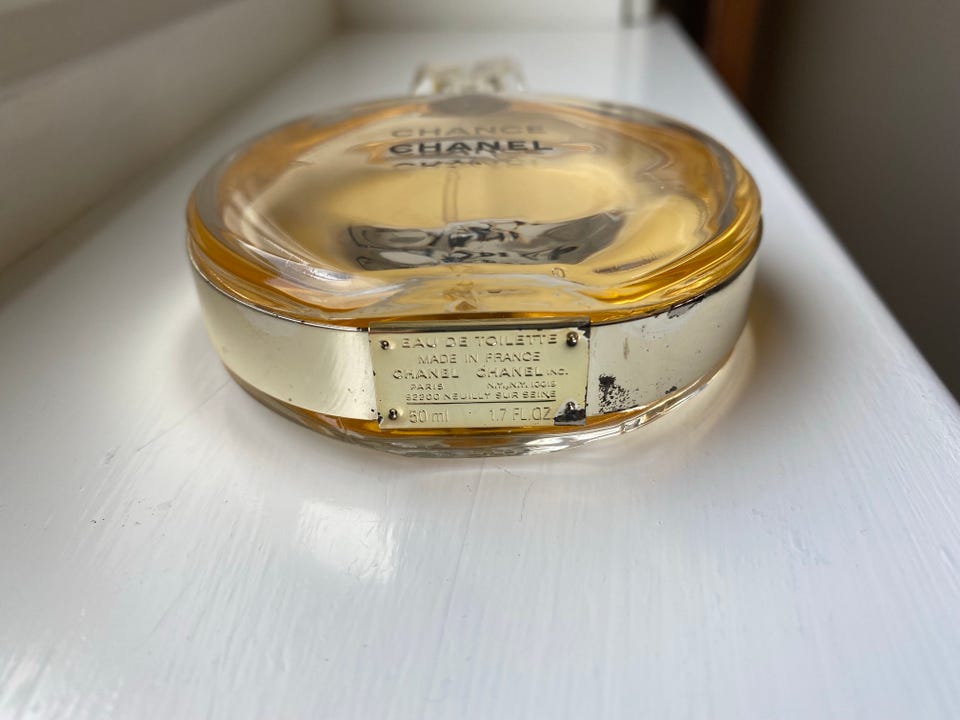 CHANCE
CHANEL
EAU DE TOILETTE
MADE IN FRANCE
CHANEL CHANEL INC.
PARIS N.Y., N.Y. 10019
92200 NEUILLY SUR SEINE
50 ml · 1.7 FL.OZ.